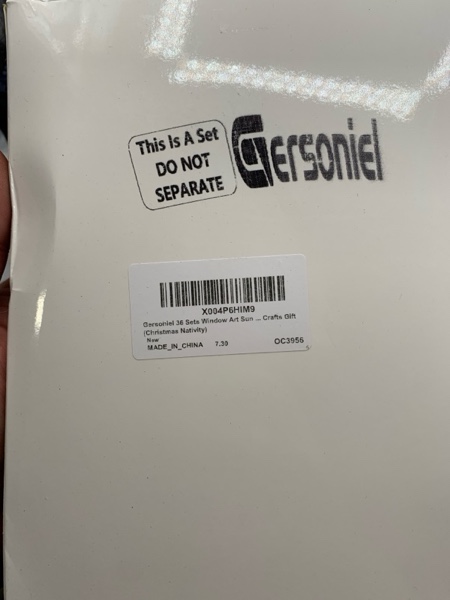 This Is A Set
DO NOT
SEPARATE
Gersoniel
X004P6HIM9
Gersoniel 36 Sets Window Art Sun ... Crafts Gift
(Christmas Nativity)
New
MADE_IN_CHINA 7.30 OC3956